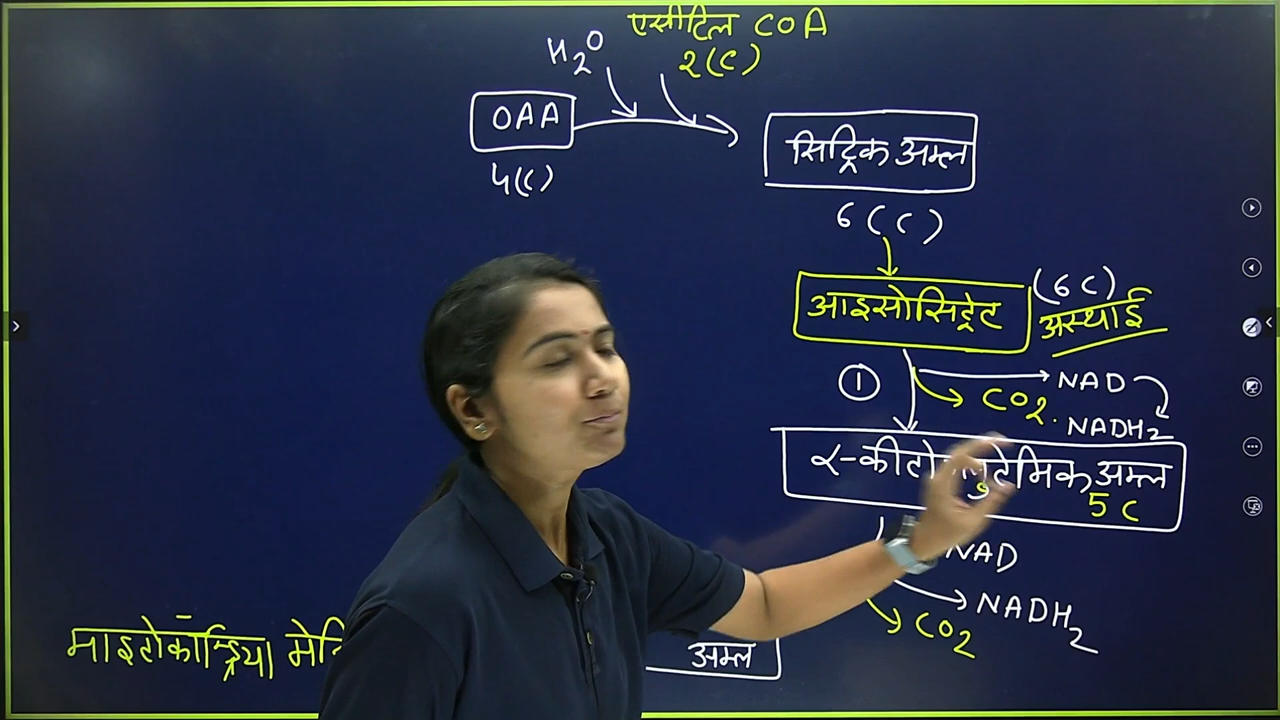 एसीटिल COA
2(C)
H2O
OAA
4(C)
सिट्रिक अम्ल
6(C)
आइसोसिट्रेट
(6C)
अस्थाई
①
NAD
CO2.
NADH2
5C
अम्ल
NAD
NADH2
CO2
माइटोकॉन्ड्रिया
अम्ल